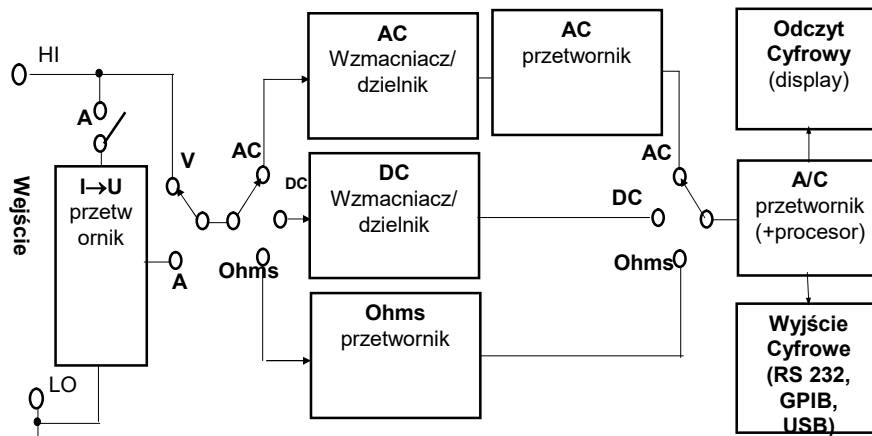 HI
A
Wejście
I→U
przetw
ornik
LO
V
A
AC
DC
Ohms
AC
Wzmacniacz/
dzielnik
AC
przetwornik
DC
Wzmacniacz/
dzielnik
Ohms
przetwornik
AC
DC
Ohms
Odczyt
Cyfrowy
(display)
A/C
przetwornik
(+procesor)
Wyjście
Cyfrowe
(RS 232,
GPIB,
USB)